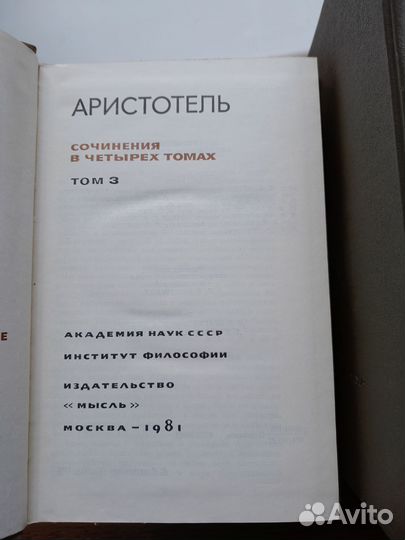 АРИСТОТЕЛЬ
СОЧИНЕНИЯ
В ЧЕТЫРЕХ ТОМАХ
ТОМ 3
Е
АКАДЕМИЯ НАУК СССР
ИНСТИТУТ ФИЛОСОФИИ
ИЗДАТЕЛЬСТВО
«МЫСЛЬ»
МОСКВА – 1981
Avito